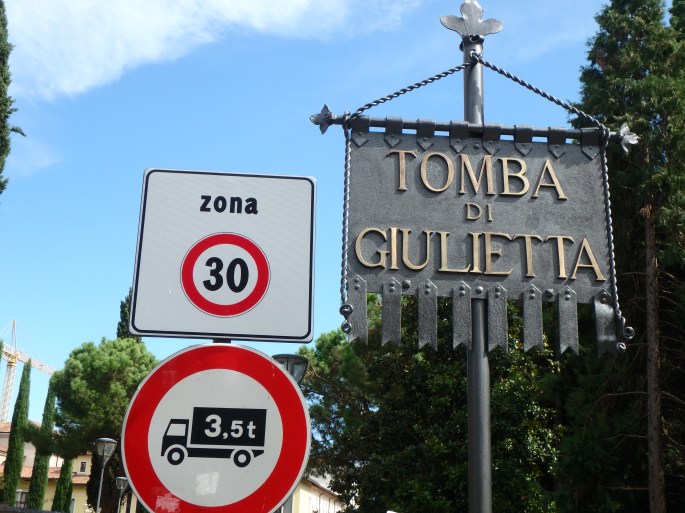 zona
30
3,5t
TOMBA
DI
GIULIETTA